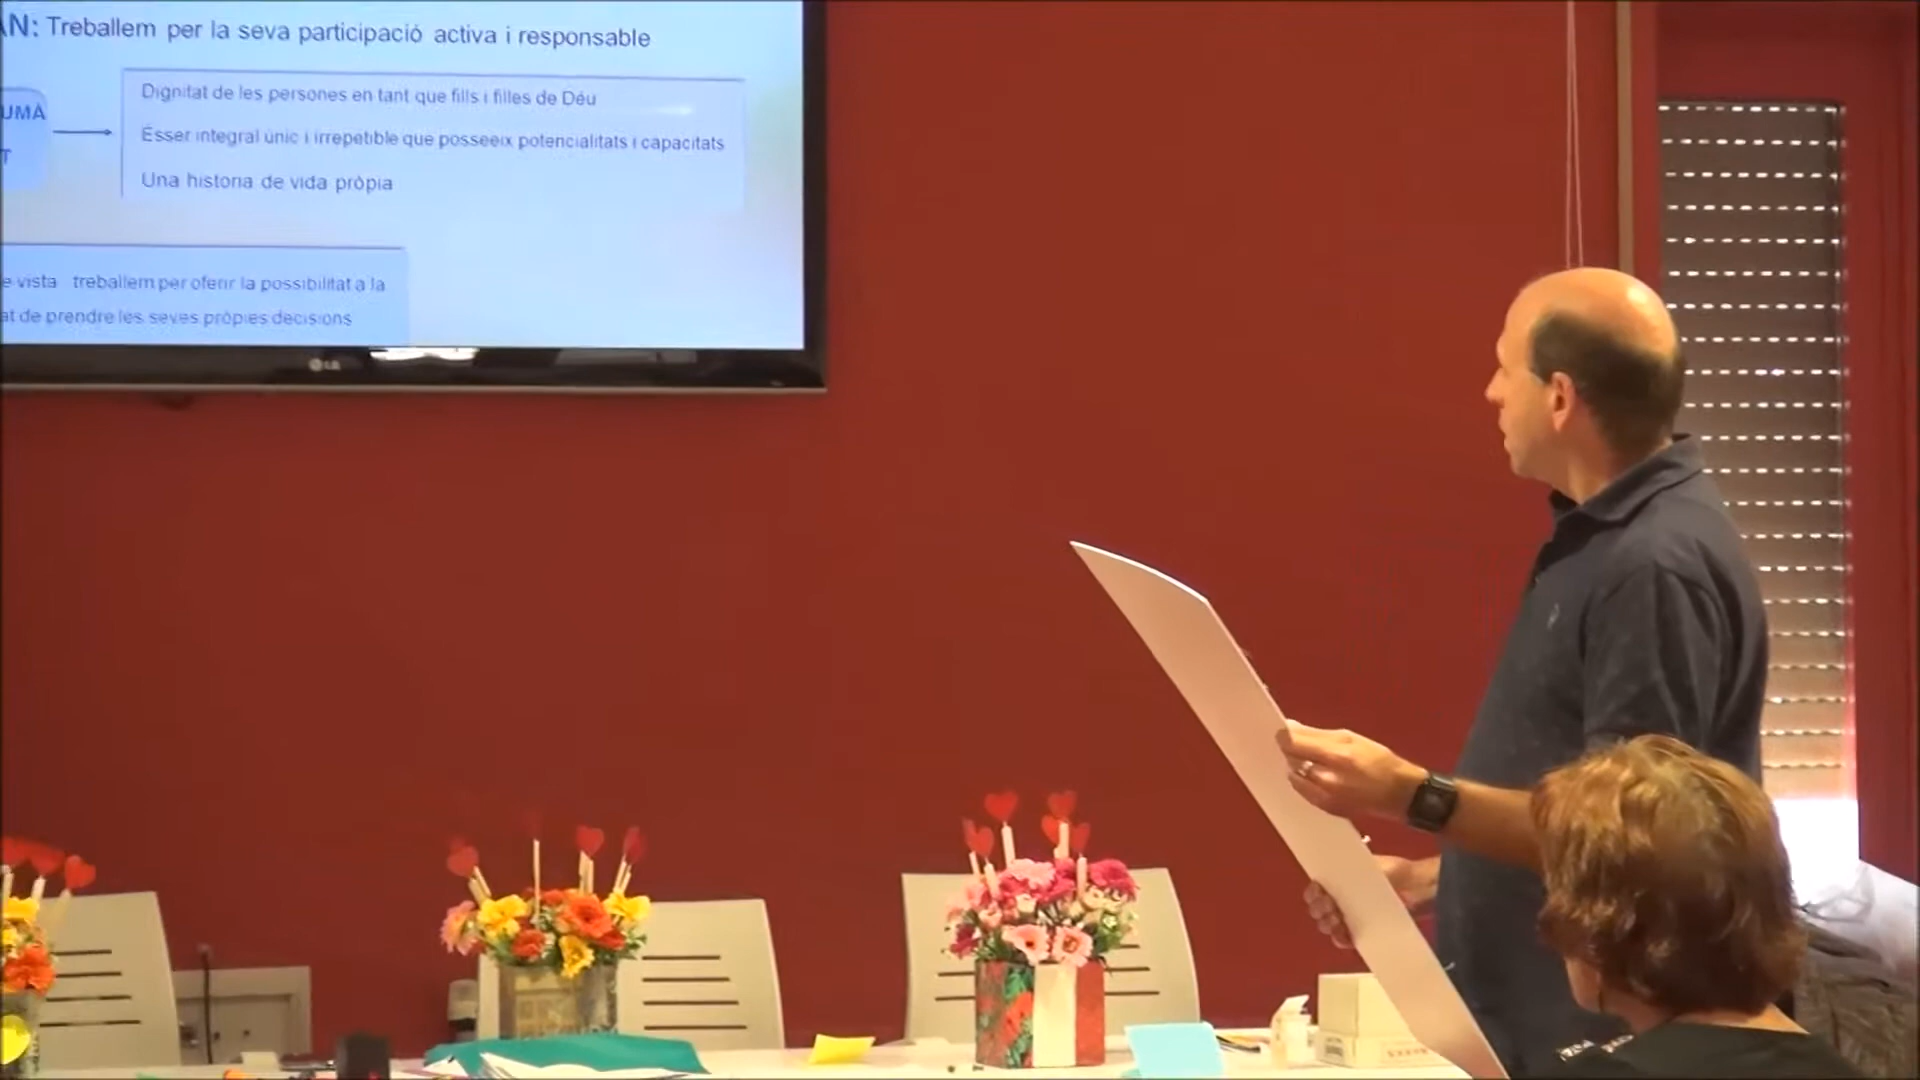 AN: Treballem per la seva participació activa i responsable
UMÀ
T
Dignitat de les persones en tant que fills i filles de Déu
Ésser integral únic i irrepetible que posseeix potencialitats i capacitats
Una historia de vida pròpia
e vista treballem per oferir la possibilitat a la
at de prendre les seves pròpies decisions
LG